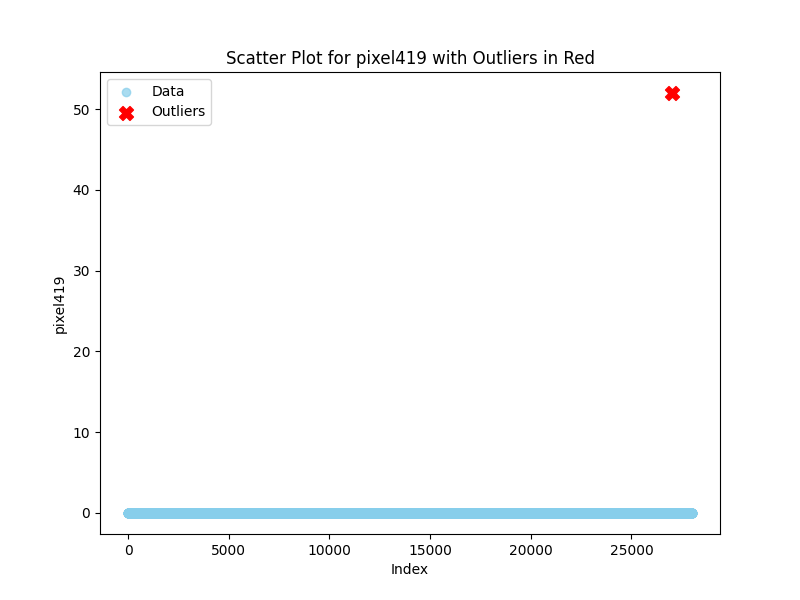 Scatter Plot for pixel419 with Outliers in Red
Data
Outliers
50
40
30
20
10
0
pixel419
0 5000 10000 15000 20000 25000
Index